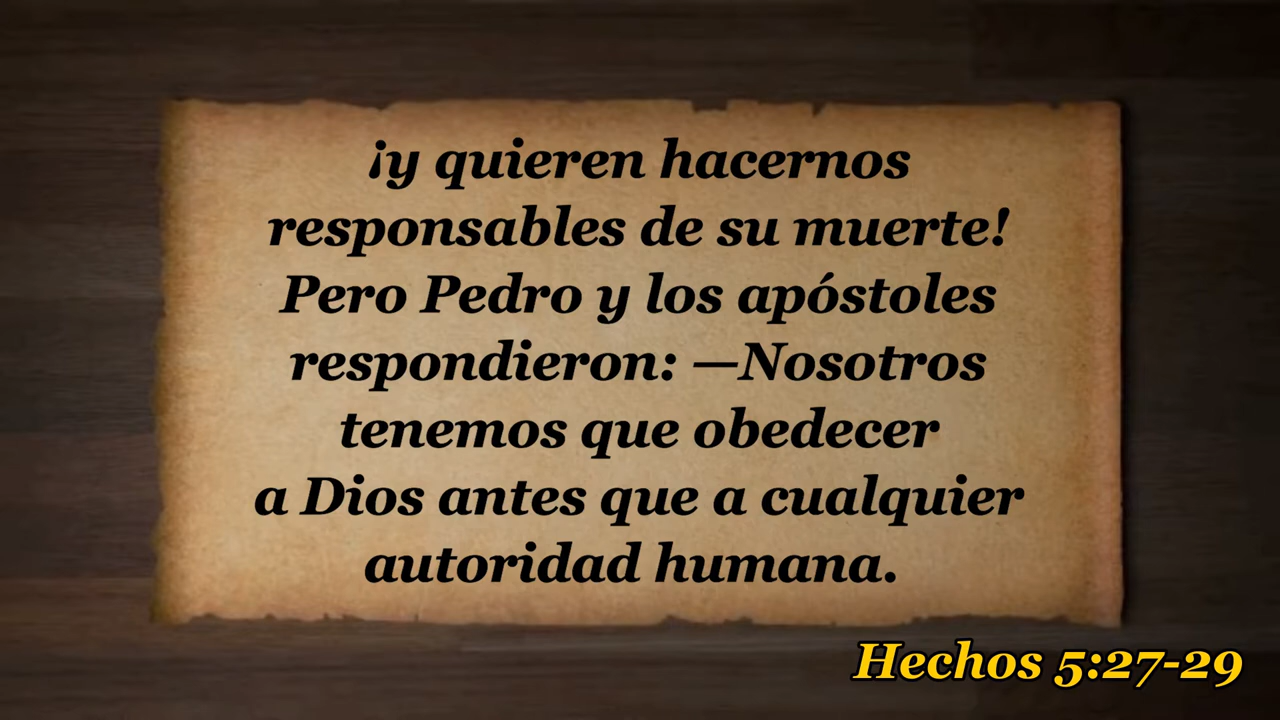 ¡y quieren hacernos
responsables de su muerte!
Pero Pedro y los apóstoles
respondieron: —Nosotros
tenemos que obedecer
a Dios antes que a cualquier
autoridad humana.
Hechos 5:27-29